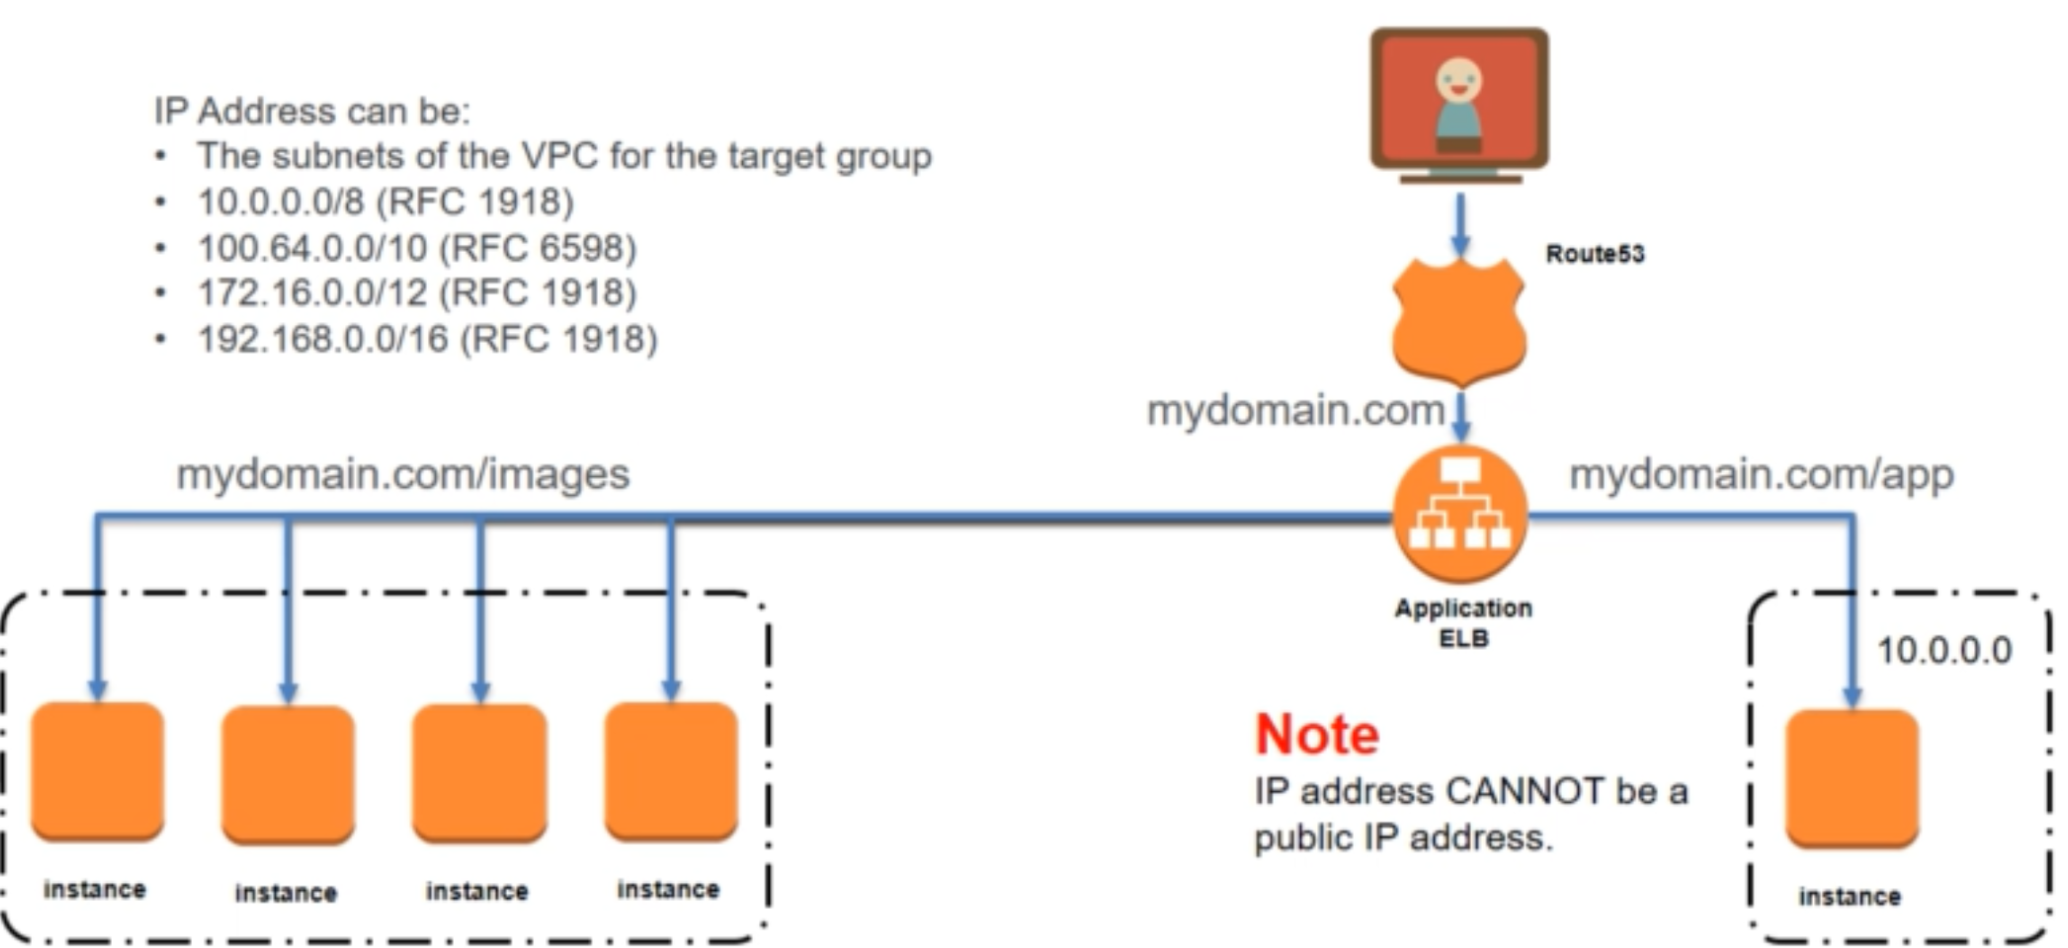 IP Address can be:
• The subnets of the VPC for the target group
• 10.0.0.0/8 (RFC 1918)
• 100.64.0.0/10 (RFC 6598)
• 172.16.0.0/12 (RFC 1918)
• 192.168.0.0/16 (RFC 1918)
Route53
mydomain.com
mydomain.com/images
mydomain.com/app
Application
ELB
10.0.0.0
Note
IP address CANNOT be a
public IP address.
instance
instance
instance
instance
instance